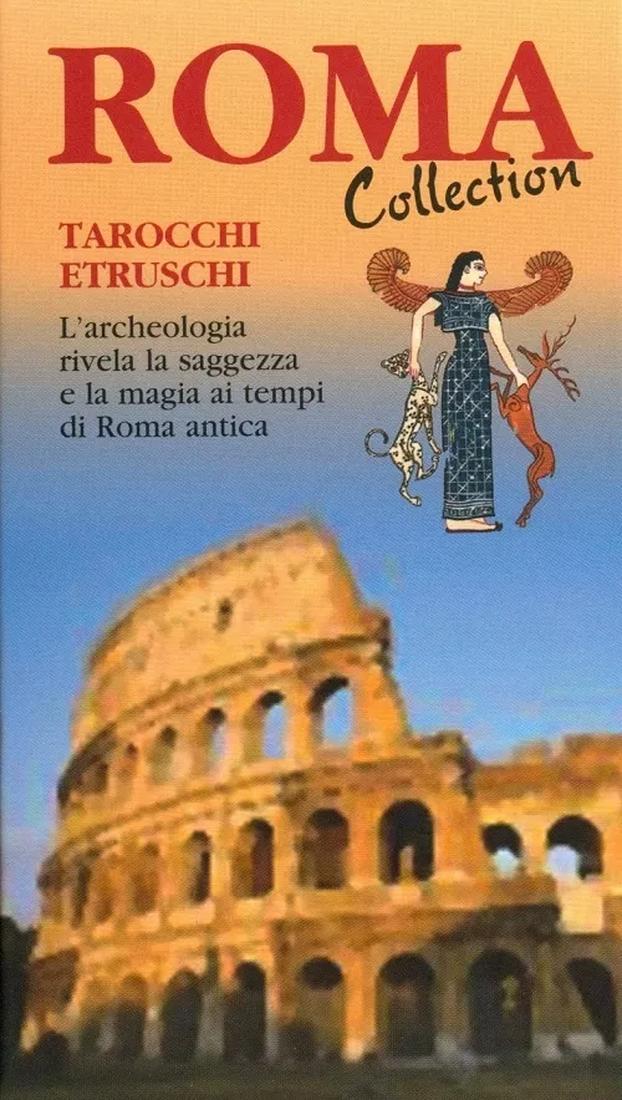 ROMA
Collection
TAROCCHI
ETRUSCHI
L'archeologia
rivela la saggezza
e la magia ai tempi
di Roma antica